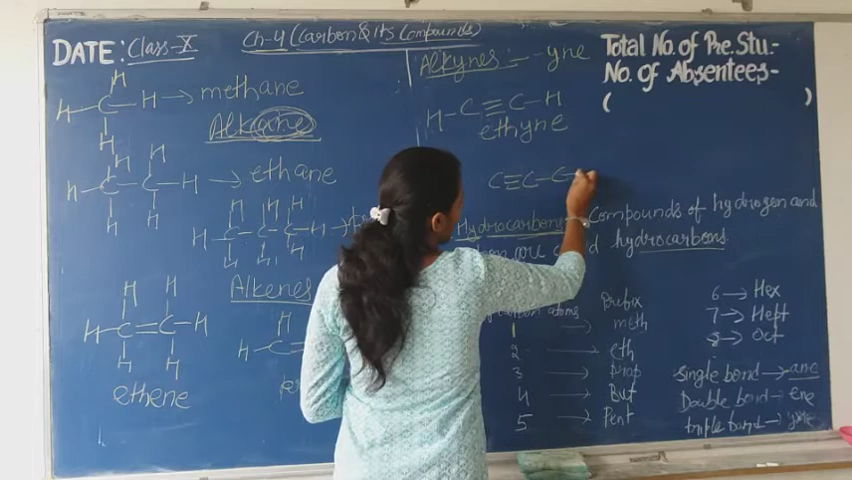 DATE: Class-X
Ch-4 (Carbon & its Compounds)
Total No. of Pre. Stu:-
No. of Absentees-
( )
Alkynes :- -yne
H
H-C-H → methane
H
Alkane
H-C≡C-H
ethyne
H H
H-C-C-H → ethane
H H
C≡C-C-
H H H
H-C-C-C-H →
H H H
Hydrocarbons Compounds of hydrogen and
hydrocarbons.
Alkenes
H H
H-C=C-H
H H
ethene
H
H-C=
atoms Prefix
1 → meth
2 → eth
3 → Prop
4 → But
5 → Pent
6 → Hex
7 → Hept
8 → Oct
Single bond → ane
Double bond → ene
triple bond → yne